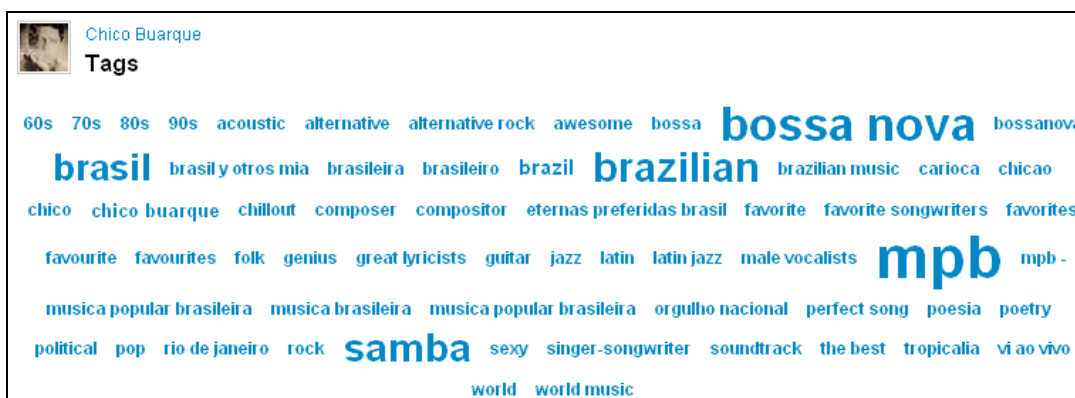 Chico Buarque
Tags
60s 70s 80s 90s acoustic alternative alternative rock awesome bossa bossa nova bossanova
brasil brasil y otros mia brasileira brasileiro brazil brazilian brazilian music carioca chicao
chico chico buarque chillout composer compositor eternas preferidas brasil favorite favorite songwriters favorites
favourite favourites folk genius great lyricists guitar jazz latin latin jazz male vocalists mpb mpb -
musica popular brasileira musica brasileira musica popular brasileira orgulho nacional perfect song poesia poetry
political pop rio de janeiro rock samba sexy singer-songwriter soundtrack the best tropicalia vi ao vivo
world world music